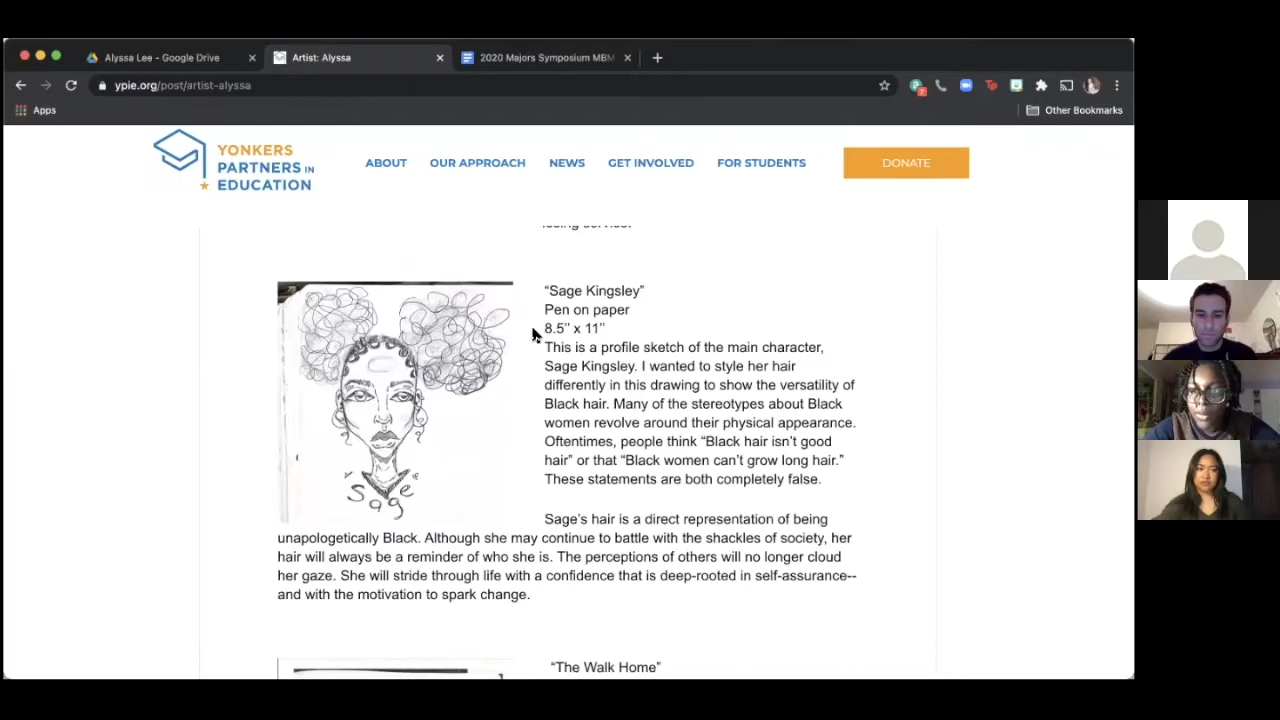 Alyssa Lee - Google Drive
Artist: Alyssa
2020 Majors Symposium MBM
ypie.org/post/artist-alyssa
Apps
Other Bookmarks
YONKERS
PARTNERS IN
EDUCATION
ABOUT
OUR APPROACH
NEWS
GET INVOLVED
FOR STUDENTS
DONATE
“Sage Kingsley”
Pen on paper
8.5’’ x 11’’
This is a profile sketch of the main character,
Sage Kingsley. I wanted to style her hair
differently in this drawing to show the versatility of
Black hair. Many of the stereotypes about Black
women revolve around their physical appearance.
Oftentimes, people think “Black hair isn’t good
hair” or that “Black women can’t grow long hair.”
These statements are both completely false.
Sage
Sage’s hair is a direct representation of being
unapologetically Black. Although she may continue to battle with the shackles of society, her
hair will always be a reminder of who she is. The perceptions of others will no longer cloud
her gaze. She will stride through life with a confidence that is deep-rooted in self-assurance--
and with the motivation to spark change.
“The Walk Home”